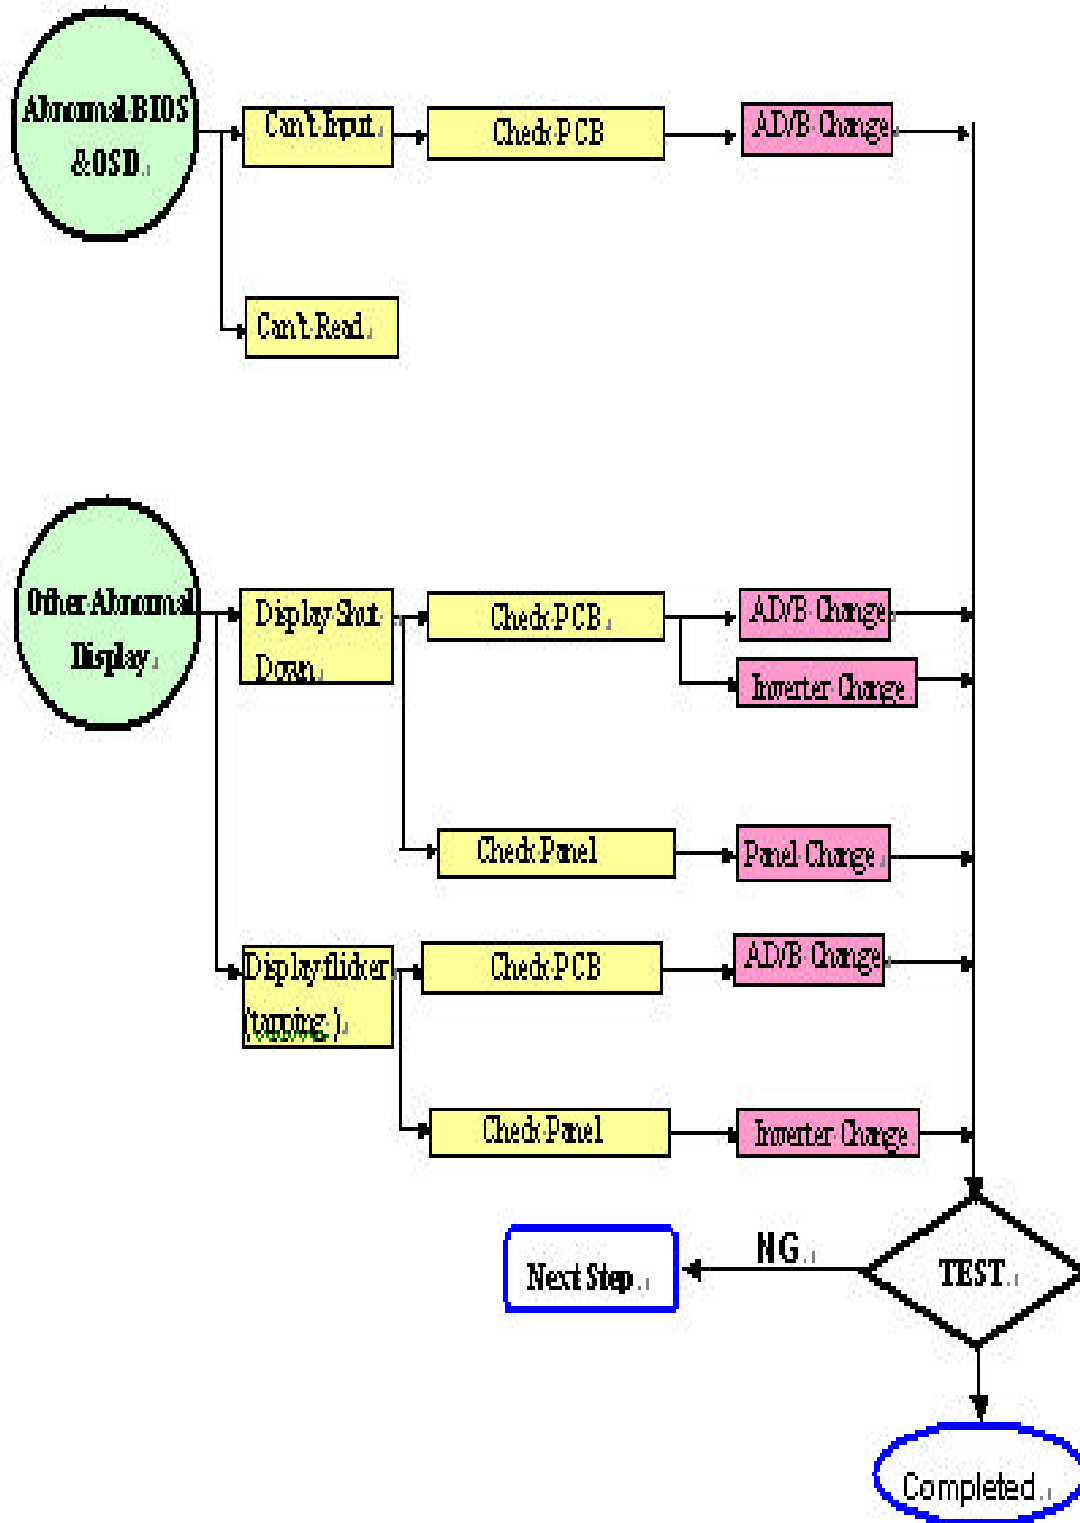 Abnormal BIOS
&OSD
Can't Input
Check PCB
AD/B Change
Can't Read
Other Abnormal
Display
Display Shut
Down
Check PCB
AD/B Change
Inverter Change
Check Panel
Panel Change
Display flicker
(tapping )
Check PCB
AD/B Change
Check Panel
Inverter Change
Next Step
NG
TEST
Completed